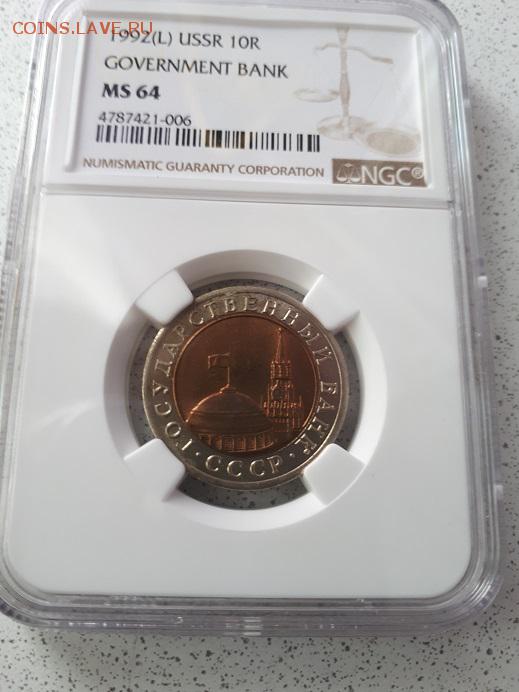 COINS.LAVE.RU
1992(L) USSR 10R
GOVERNMENT BANK
MS 64
4787421-006
NUMISMATIC GUARANTY CORPORATION
NGC®
ГОСУДАРСТВЕННЫЙ БАНК
· СССР ·